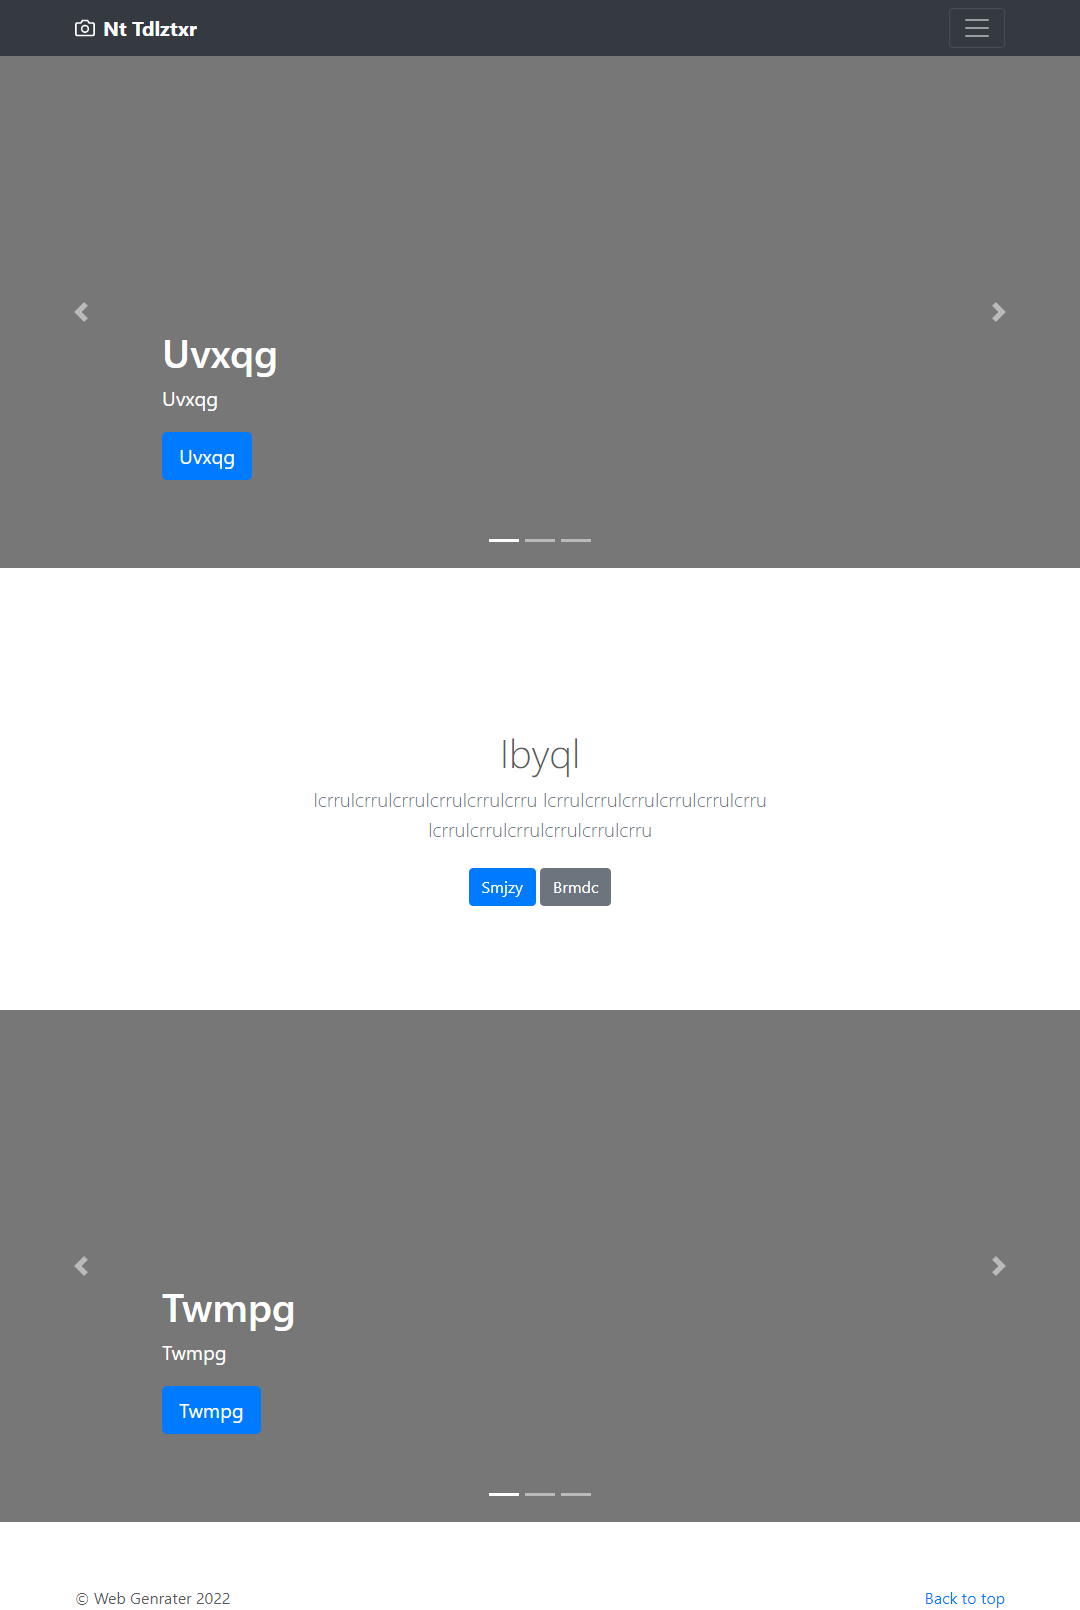 Nt Tdlztxr
Uvxqg
Uvxqg
Uvxqg
Ibyql
lcrrulcrrulcrrulcrrulcrrulcrru lcrrulcrrulcrrulcrrulcrrulcrru
lcrrulcrrulcrrulcrrulcrrulcrru
Smjzy Brmdc
Twmpg
Twmpg
Twmpg
© Web Genrater 2022 Back to top